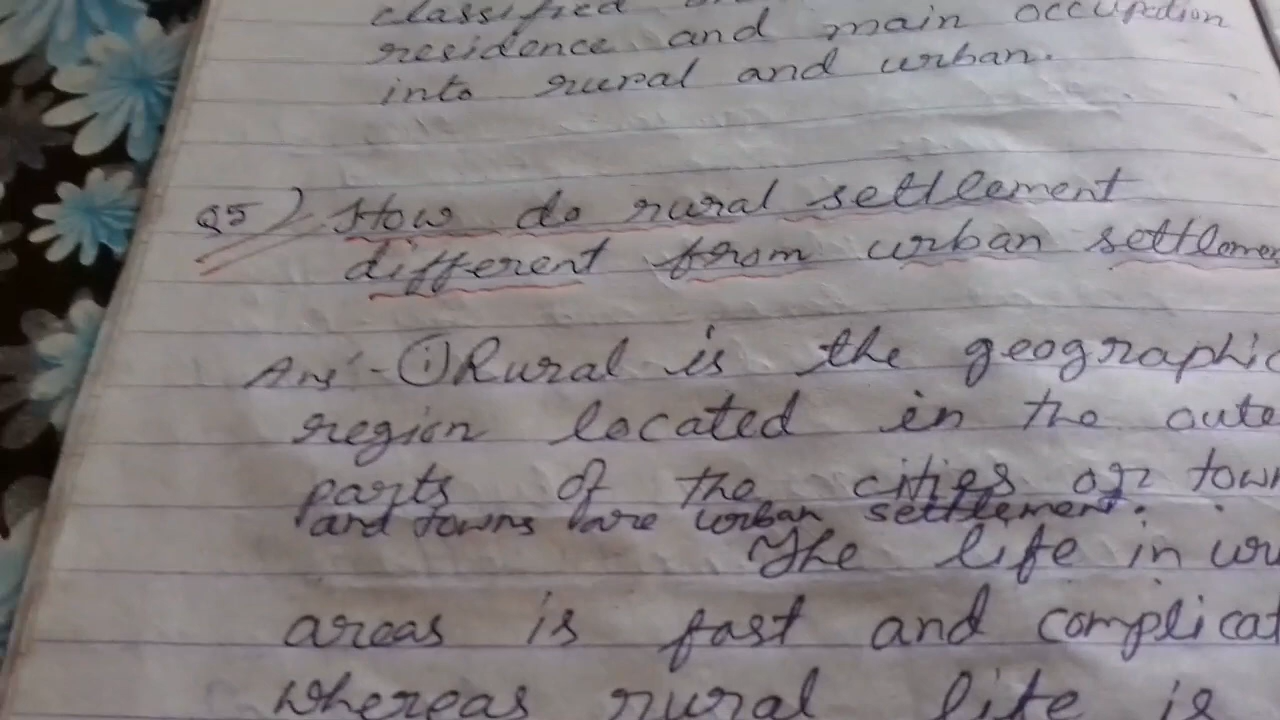 classified
residence and main occupation
into rural and urban.
Q5) How do rural settlement
different from urban settlemen
Ans - (i) Rural is the geographic
region located in the oute
parts of the cities or town
and towns are urban settlement.
The life in ur
areas is fast and complicat
whereas rural life is